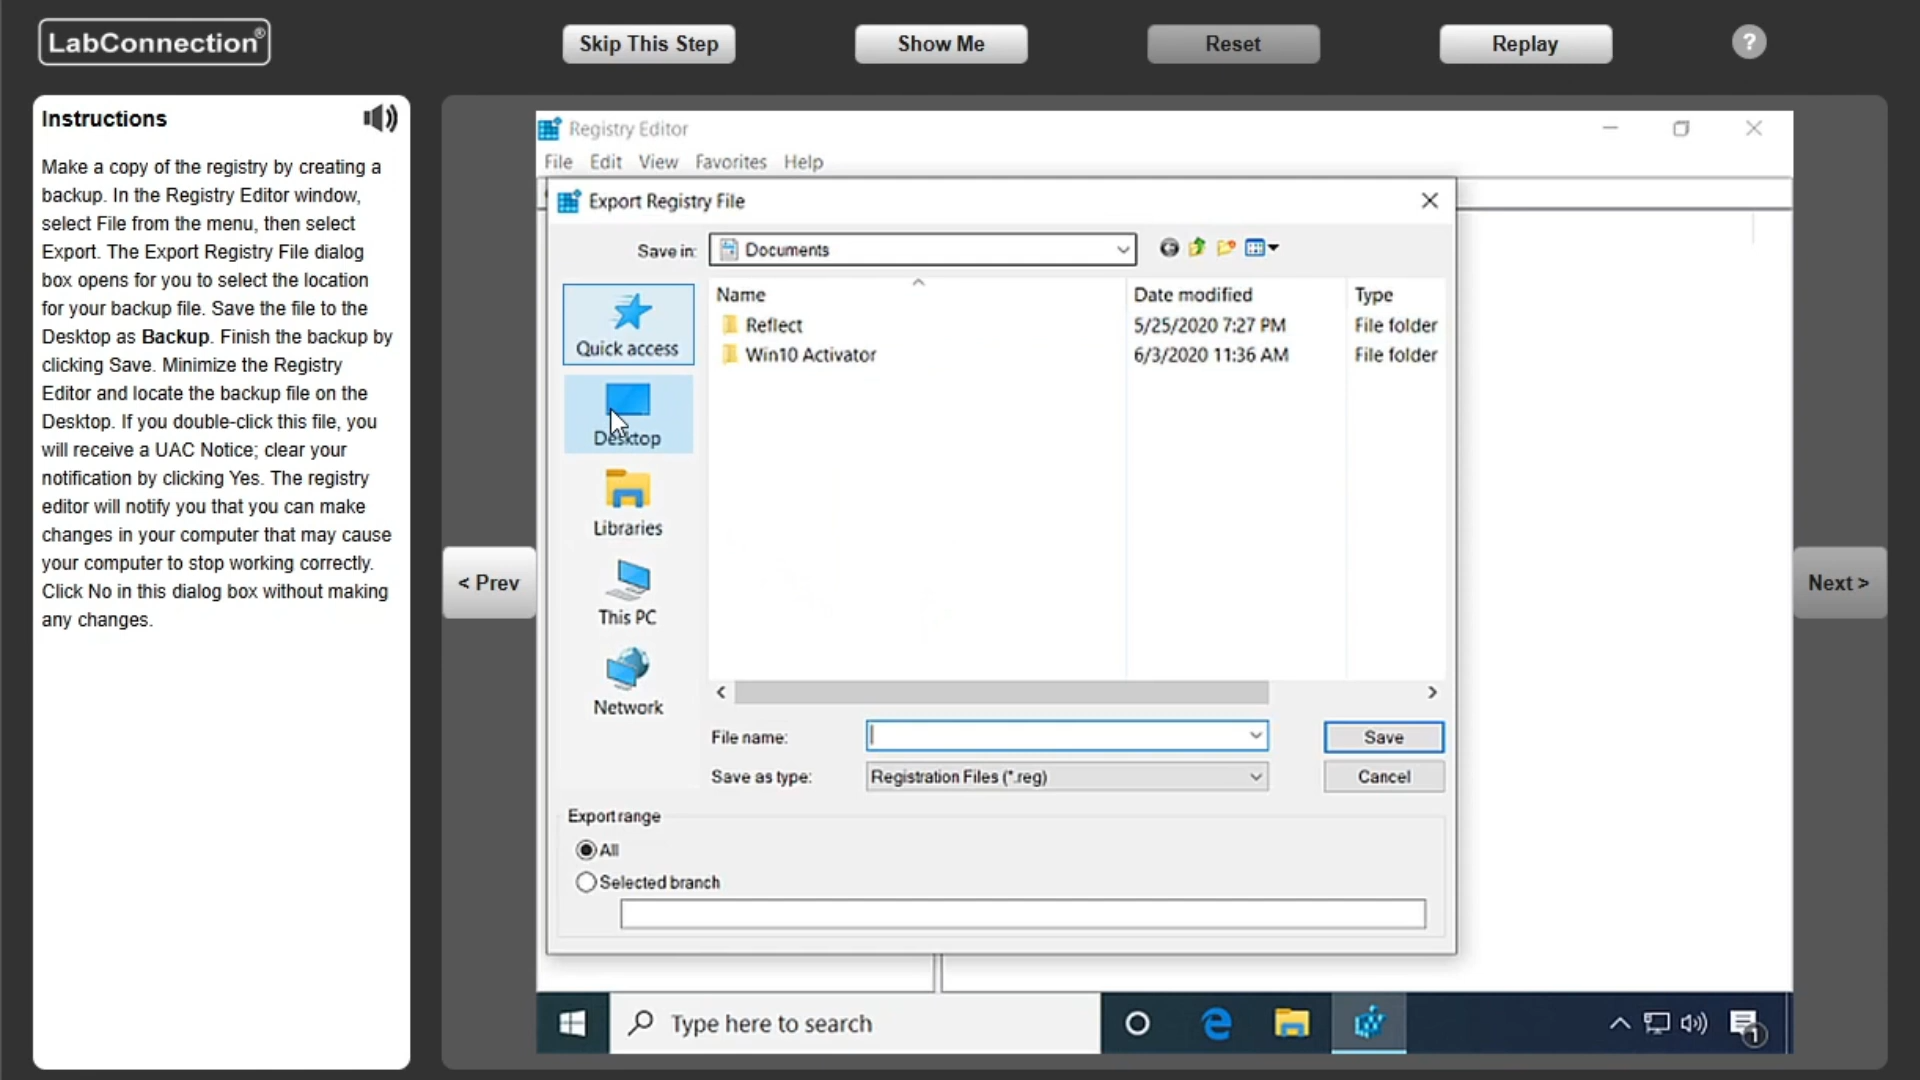 LabConnection®
Skip This Step
Show Me
Reset
Replay
?
Instructions
Make a copy of the registry by creating a
backup. In the Registry Editor window,
select File from the menu, then select
Export. The Export Registry File dialog
box opens for you to select the location
for your backup file. Save the file to the
Desktop as Backup. Finish the backup by
clicking Save. Minimize the Registry
Editor and locate the backup file on the
Desktop. If you double-click this file, you
will receive a UAC Notice; clear your
notification by clicking Yes. The registry
editor will notify you that you can make
changes in your computer that may cause
your computer to stop working correctly.
Click No in this dialog box without making
any changes.
< Prev
Next >
Registry Editor
File Edit View Favorites Help
Export Registry File
Save in: Documents
Quick access
Desktop
Libraries
This PC
Network
Name Date modified Type
Reflect 5/25/2020 7:27 PM File folder
Win10 Activator 6/3/2020 11:36 AM File folder
File name:
Save
Save as type: Registration Files (*.reg)
Cancel
Export range
All
Selected branch
Type here to search
1